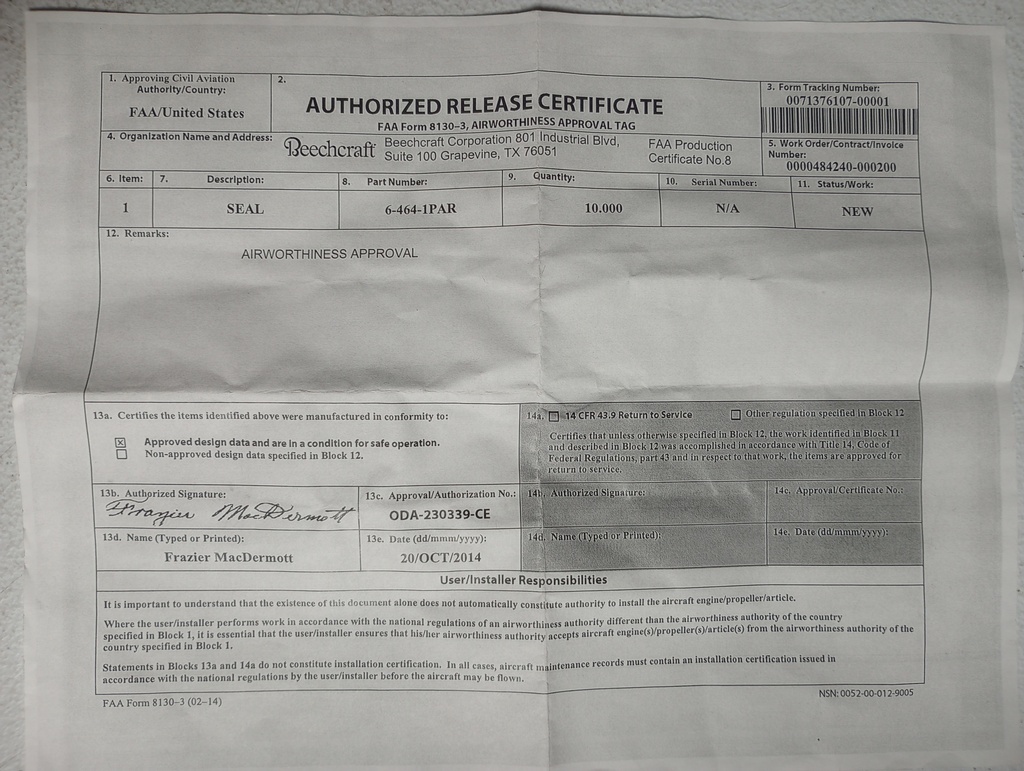 1. Approving Civil Aviation
Authority/Country:
FAA/United States
2.
AUTHORIZED RELEASE CERTIFICATE
FAA Form 8130-3, AIRWORTHINESS APPROVAL TAG
3. Form Tracking Number:
0071376107-00001
4. Organization Name and Address:
Beechcraft
Beechcraft Corporation 801 Industrial Blvd,
Suite 100 Grapevine, TX 76051
FAA Production
Certificate No.8
5. Work Order/Contract/Invoice
Number:
0000484240-000200
6. Item: 7. Description: 8. Part Number: 9. Quantity: 10. Serial Number: 11. Status/Work:
1 SEAL 6-464-1PAR 10.000 N/A NEW
12. Remarks:
AIRWORTHINESS APPROVAL
13a. Certifies the items identified above were manufactured in conformity to:
☒ Approved design data and are in a condition for safe operation.
☐ Non-approved design data specified in Block 12.
14a. ☐ 14 CFR 43.9 Return to Service ☐ Other regulation specified in Block 12
Certifies that unless otherwise specified in Block 12, the work identified in Block 11
and described in Block 12 was accomplished in accordance with Title 14, Code of
Federal Regulations, part 43 and in respect to that work, the items are approved for
return to service.
13b. Authorized Signature:
Frazier MacDermott
13c. Approval/Authorization No.:
ODA-230339-CE
14b. Authorized Signature:
14c. Approval/Certificate No.:
13d. Name (Typed or Printed):
Frazier MacDermott
13e. Date (dd/mmm/yyyy):
20/OCT/2014
14d. Name (Typed or Printed):
14e. Date (dd/mmm/yyyy):
User/Installer Responsibilities
It is important to understand that the existence of this document alone does not automatically constitute authority to install the aircraft engine/propeller/article.
Where the user/installer performs work in accordance with the national regulations of an airworthiness authority different than the airworthiness authority of the country
specified in Block 1, it is essential that the user/installer ensures that his/her airworthiness authority accepts aircraft engine(s)/propeller(s)/article(s) from the airworthiness authority of the
country specified in Block 1.
Statements in Blocks 13a and 14a do not constitute installation certification. In all cases, aircraft maintenance records must contain an installation certification issued in
accordance with the national regulations by the user/installer before the aircraft may be flown.
FAA Form 8130-3 (02-14)
NSN: 0052-00-012-9005